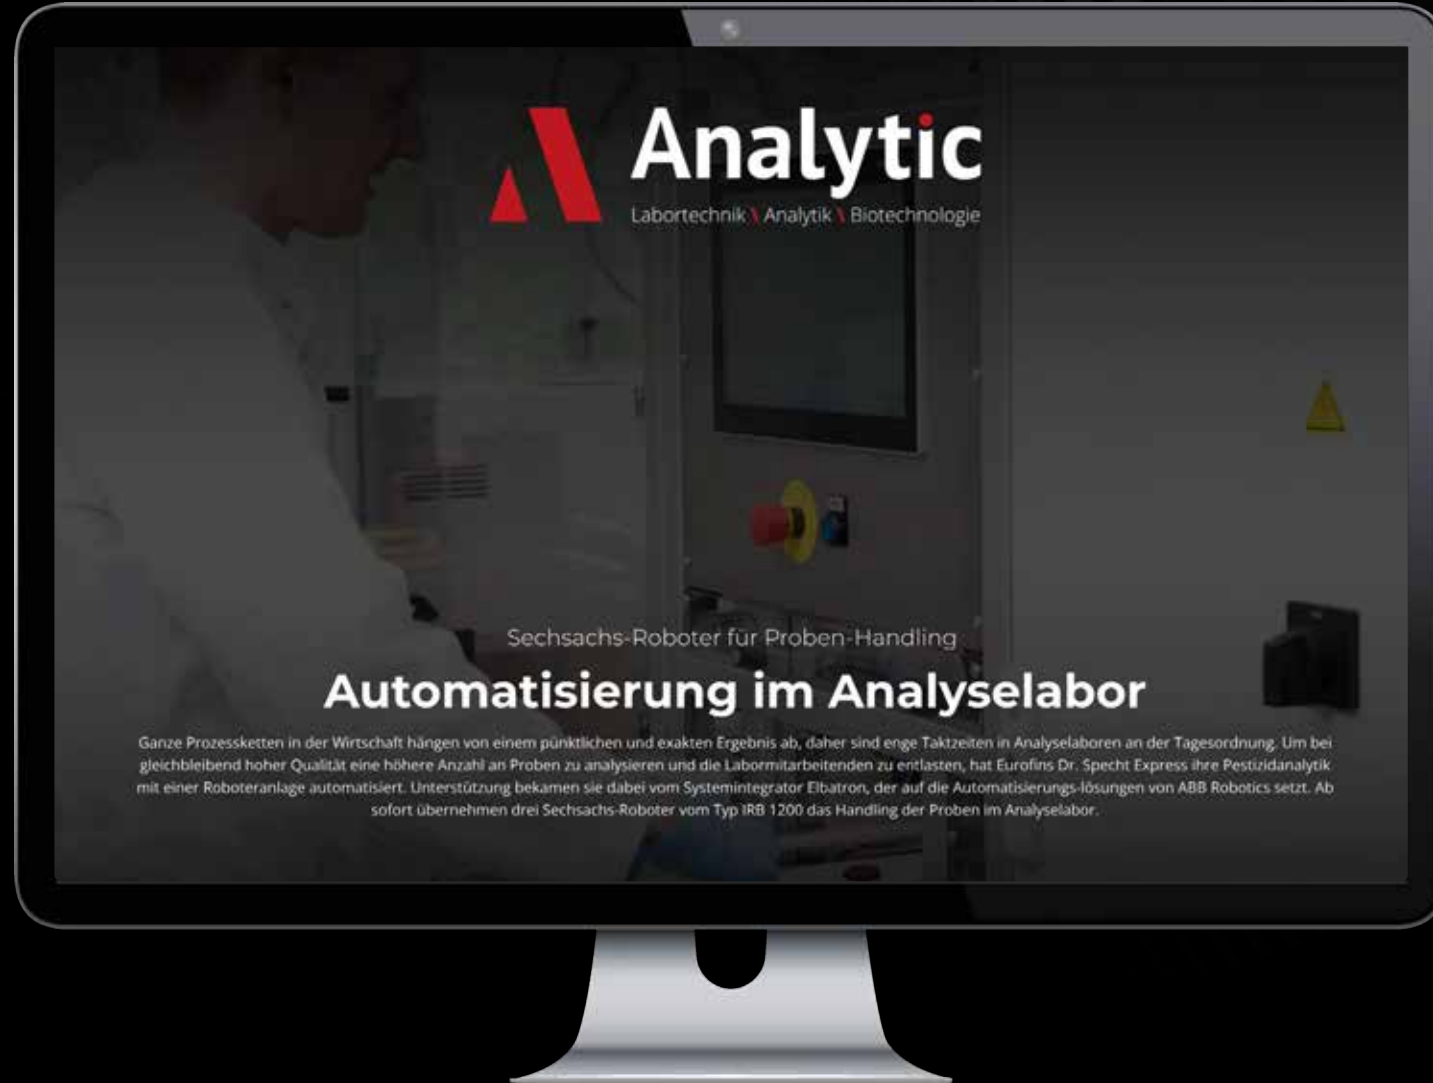 Analytic
Labortechnik \ Analytik \ Biotechnologie
Sechsachs-Roboter für Proben-Handling
Automatisierung im Analyselabor
Ganze Prozessketten in der Wirtschaft hängen von einem pünktlichen und exakten Ergebnis ab, daher sind enge Taktzeiten in Analyselaboren an der Tagesordnung. Um bei
gleichbleibend hoher Qualität eine höhere Anzahl an Proben zu analysieren und die Labormitarbeitenden zu entlasten, hat Eurofins Dr. Specht Express ihre Pestizidanalytik
mit einer Roboteranlage automatisiert. Unterstützung bekamen sie dabei vom Systemintegrator Elbatron, der auf die Automatisierungs-lösungen von ABB Robotics setzt. Ab
sofort übernehmen drei Sechsachs-Roboter vom Typ IRB 1200 das Handling der Proben im Analyselabor.